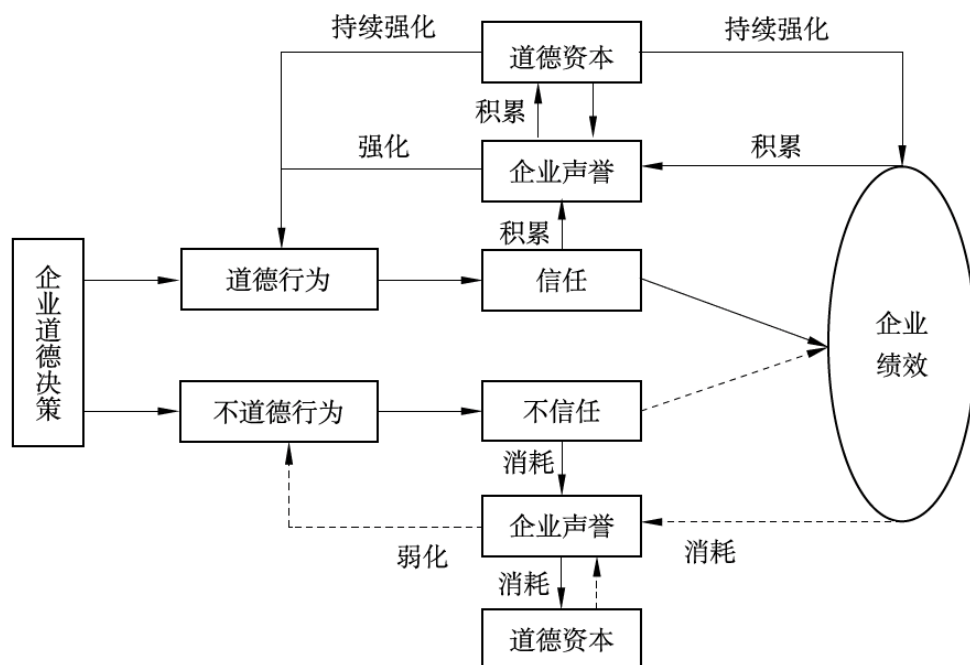 持续强化
道德资本
持续强化
积累
强化
企业声誉
积累
积累
企业道德决策
道德行为
信任
企业
绩效
不道德行为
不信任
消耗
企业声誉
弱化
消耗
消耗
道德资本